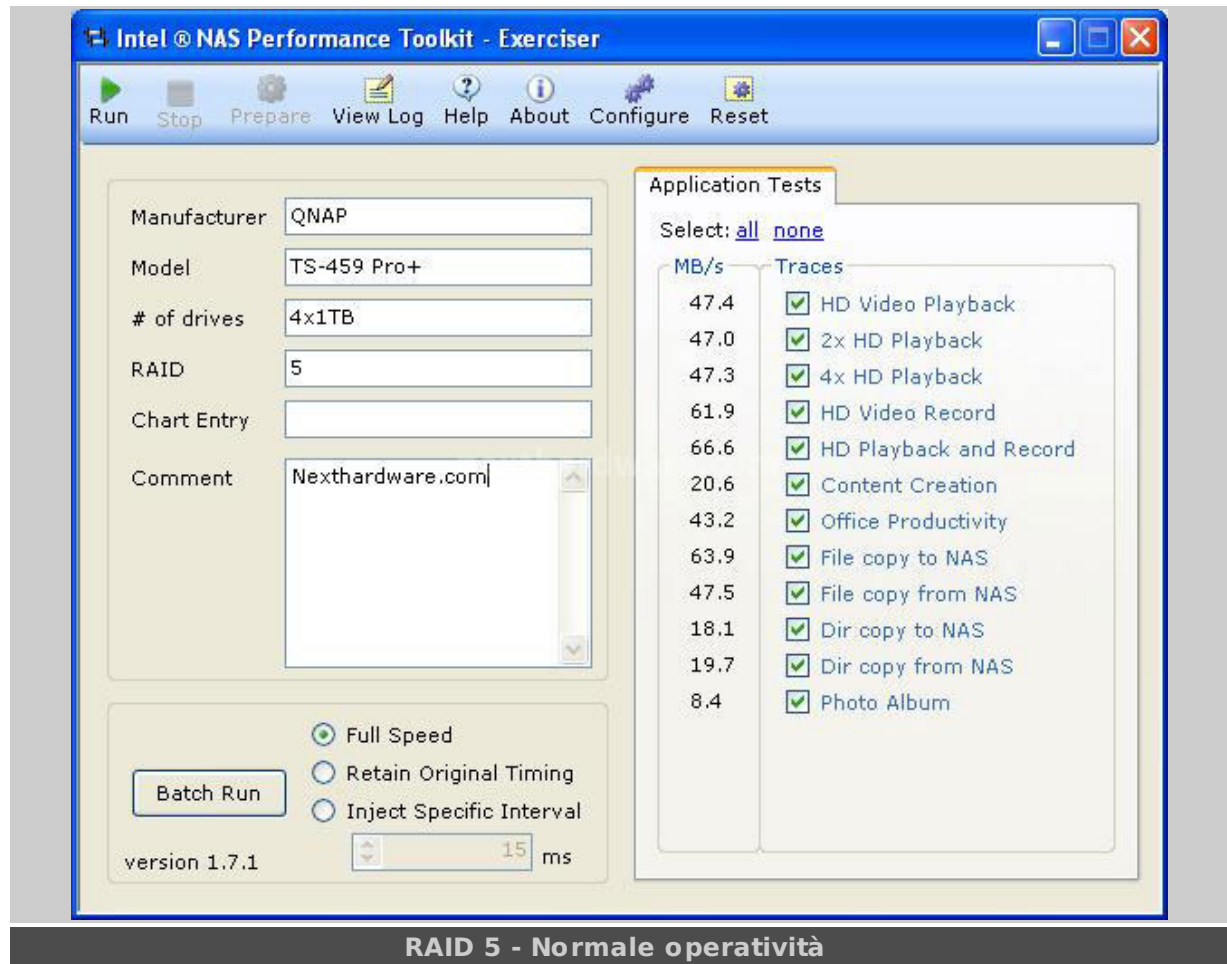 Intel ® NAS Performance Toolkit - Exerciser
Run Stop Prepare View Log Help About Configure Reset
Manufacturer QNAP
Model TS-459 Pro+
# of drives 4x1TB
RAID 5
Chart Entry
Comment Nexthardware.com
Full Speed
Retain Original Timing
Inject Specific Interval
15 ms
Batch Run
version 1.7.1
Application Tests
Select: all none
MB/s Traces
47.4 HD Video Playback
47.0 2x HD Playback
47.3 4x HD Playback
61.9 HD Video Record
66.6 HD Playback and Record
20.6 Content Creation
43.2 Office Productivity
63.9 File copy to NAS
47.5 File copy from NAS
18.1 Dir copy to NAS
19.7 Dir copy from NAS
8.4 Photo Album
RAID 5 - Normale operatività